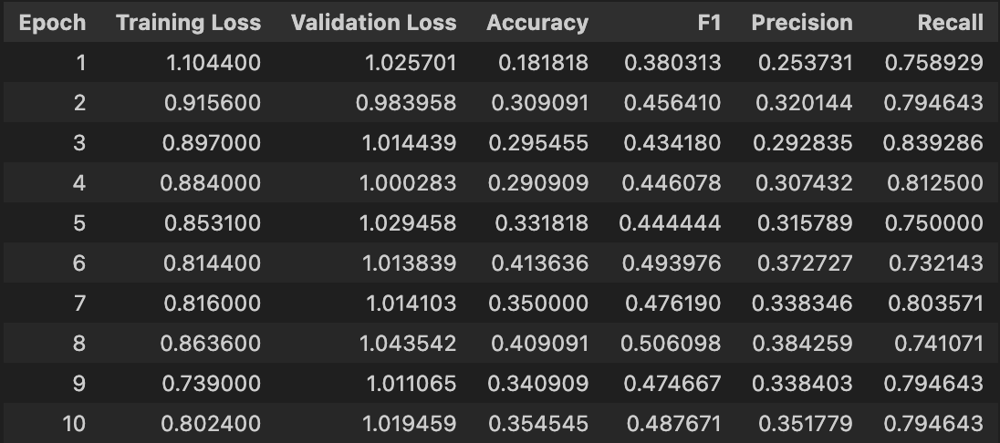 Epoch Training Loss Validation Loss Accuracy F1 Precision Recall
1 1.104400 1.025701 0.181818 0.380313 0.253731 0.758929
2 0.915600 0.983958 0.309091 0.456410 0.320144 0.794643
3 0.897000 1.014439 0.295455 0.434180 0.292835 0.839286
4 0.884000 1.000283 0.290909 0.446078 0.307432 0.812500
5 0.853100 1.029458 0.331818 0.444444 0.315789 0.750000
6 0.814400 1.013839 0.413636 0.493976 0.372727 0.732143
7 0.816000 1.014103 0.350000 0.476190 0.338346 0.803571
8 0.863600 1.043542 0.409091 0.506098 0.384259 0.741071
9 0.739000 1.011065 0.340909 0.474667 0.338403 0.794643
10 0.802400 1.019459 0.354545 0.487671 0.351779 0.794643